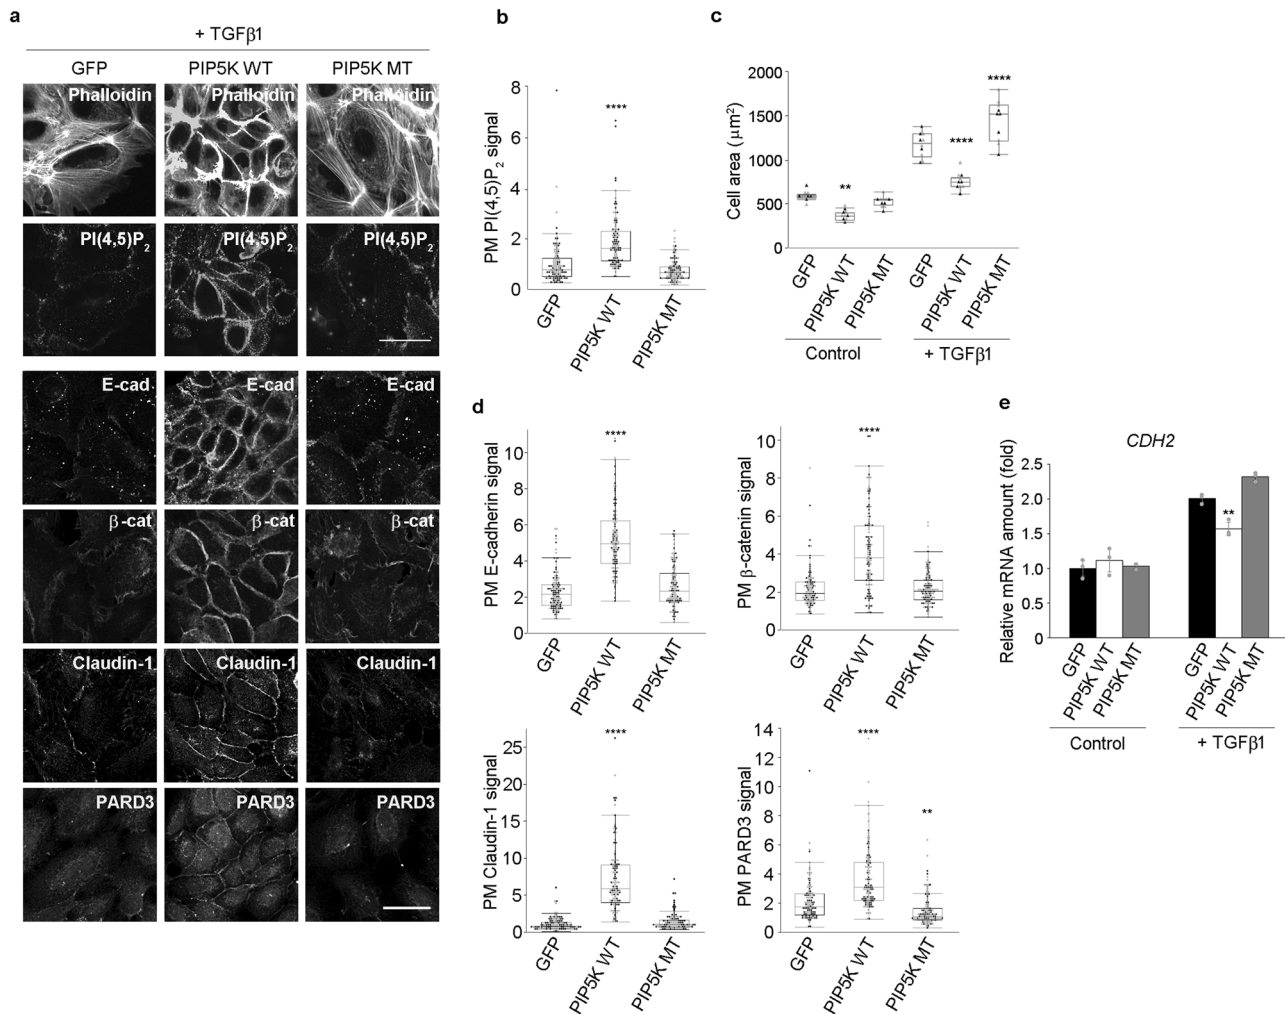 a
+ TGFβ1
GFP PIP5K WT PIP5K MT
Phalloidin Phalloidin Phalloidin
PI(4,5)P2 PI(4,5)P2 PI(4,5)P2
E-cad E-cad E-cad
β-cat β-cat β-cat
Claudin-1 Claudin-1 Claudin-1
PARD3 PARD3 PARD3
b
PM PI(4,5)P2 signal
8
6
4
2
0
****
GFP PIP5K WT PIP5K MT
c
Cell area (μm2)
2000
1500
1000
500
0
** **** ****
GFP PIP5K WT PIP5K MT GFP PIP5K WT PIP5K MT
Control + TGFβ1
d
PM E-cadherin signal
10
8
6
4
2
0
****
GFP PIP5K WT PIP5K MT
PM β-catenin signal
10
8
6
4
2
0
****
GFP PIP5K WT PIP5K MT
PM Claudin-1 signal
25
20
15
10
5
0
****
GFP PIP5K WT PIP5K MT
PM PARD3 signal
14
12
10
8
6
4
2
0
**** **
GFP PIP5K WT PIP5K MT
e
CDH2
Relative mRNA amount (fold)
2.5
2.0
1.5
1.0
0.5
0
**
GFP PIP5K WT PIP5K MT GFP PIP5K WT PIP5K MT
Control + TGFβ1